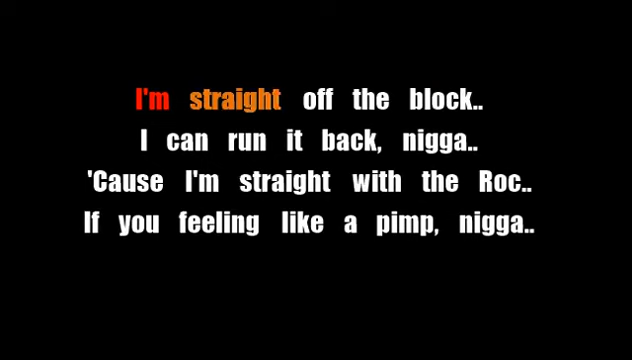 I'm straight off the block..
I can run it back, nigga..
'Cause I'm straight with the Roc..
If you feeling like a pimp, nigga..